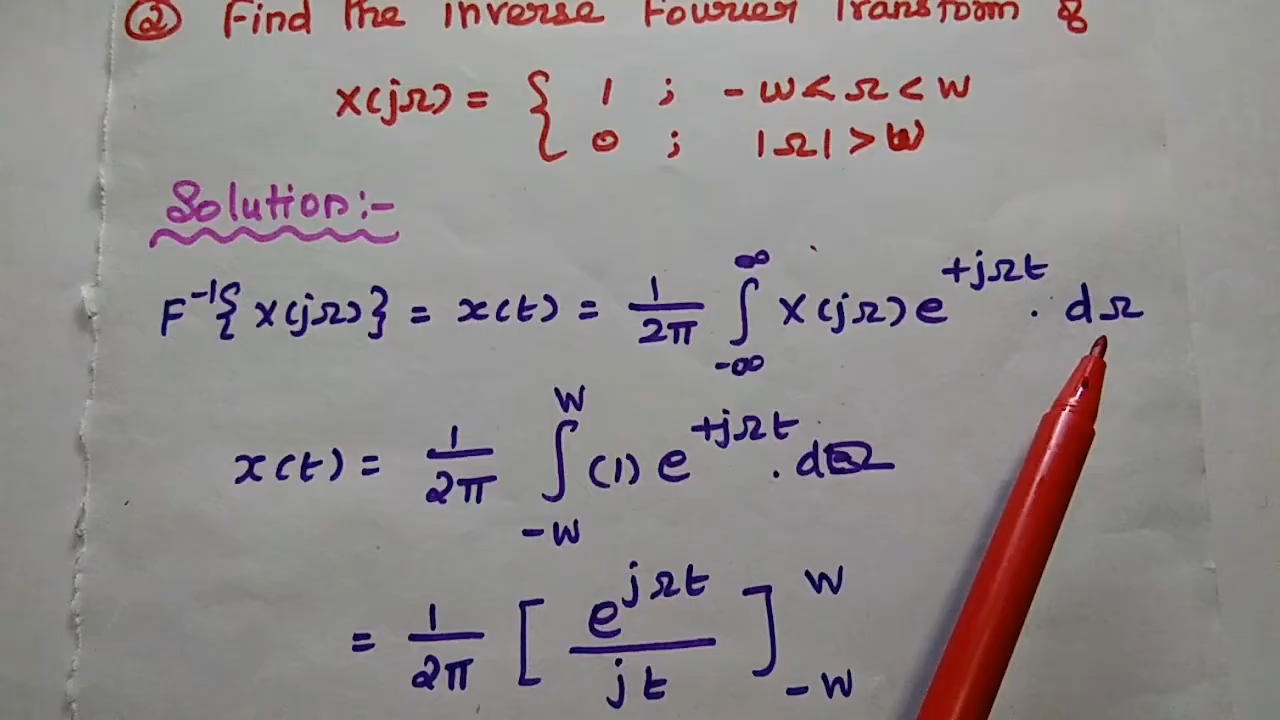 ② Find the Inverse Fourier Transform of
X(jΩ) = { 1 ; -W < Ω < W
0 ; |Ω| > W
Solution:-
F⁻¹{ X(jΩ)} = x(t) = 1/2π ∫_{-∞}^{∞} X(jΩ) e^{+jΩt} . dΩ
x(t) = 1/2π ∫_{-W}^{W} (1) e^{+jΩt} . dΩ
= 1/2π [ e^{jΩt} / jt ]_{-W}^{W}